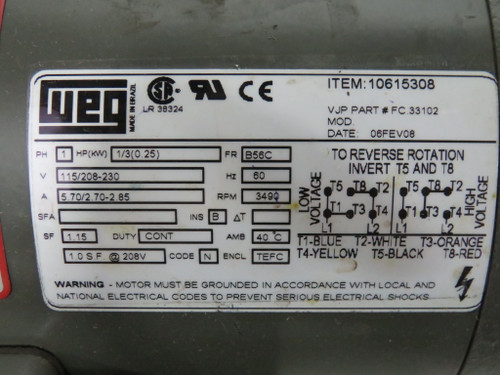 WEG
MADE IN BRAZIL
LR 38324
CE
ITEM:10615308
VJP PART # FC.33102
MOD.
DATE: 06FEV08
PH 1 HP(KW) 1/3(0.25) FR B56C
V 115/208-230 Hz 60
A 5.70/2.70-2.85 RPM 3490
SFA INS B ΔT
SF 1.15 DUTY CONT AMB 40°C
1.0 S.F. @ 208V CODE N ENCL TEFC
TO REVERSE ROTATION
INVERT T5 AND T8
LOW VOLTAGE
T5 T8 T2
T1 T3 T4
L1 L2
T5 T8 T2
T1 T3 T4
L1 L2
HIGH VOLTAGE
T1-BLUE T2-WHITE T3-ORANGE
T4-YELLOW T5-BLACK T8-RED
WARNING - MOTOR MUST BE GROUNDED IN ACCORDANCE WITH LOCAL AND
NATIONAL ELECTRICAL CODES TO PREVENT SERIOUS ELECTRICAL SHOCKS.